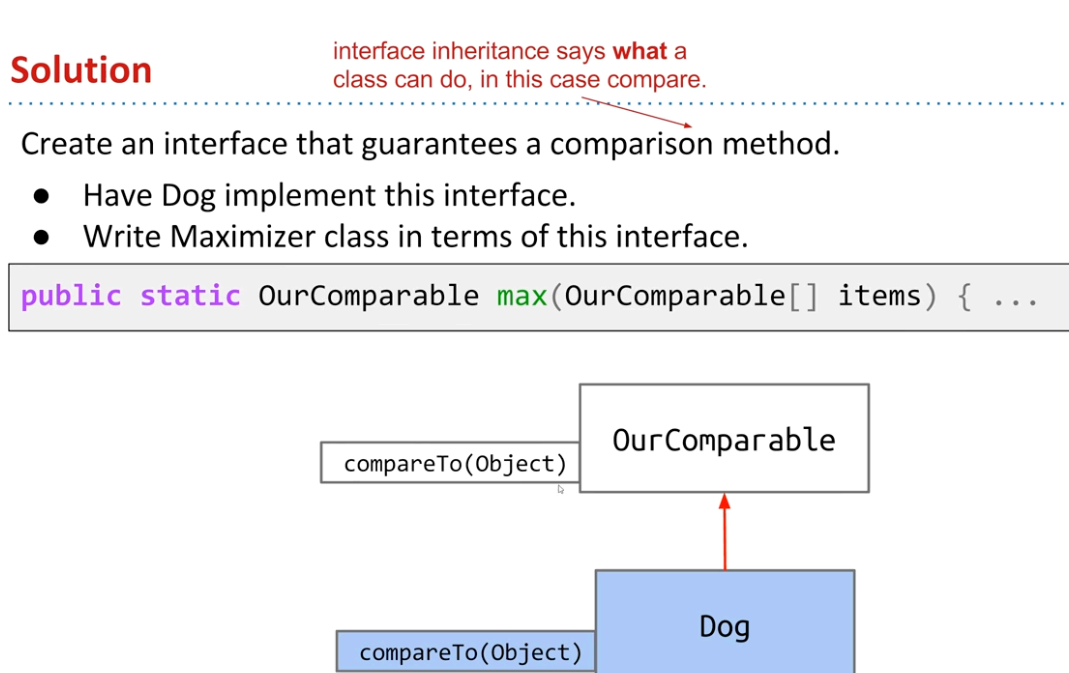 Solution
interface inheritance says what a
class can do, in this case compare.
Create an interface that guarantees a comparison method.
● Have Dog implement this interface.
● Write Maximizer class in terms of this interface.
public static OurComparable max(OurComparable[] items) { ...
OurComparable
compareTo(Object)
Dog
compareTo(Object)